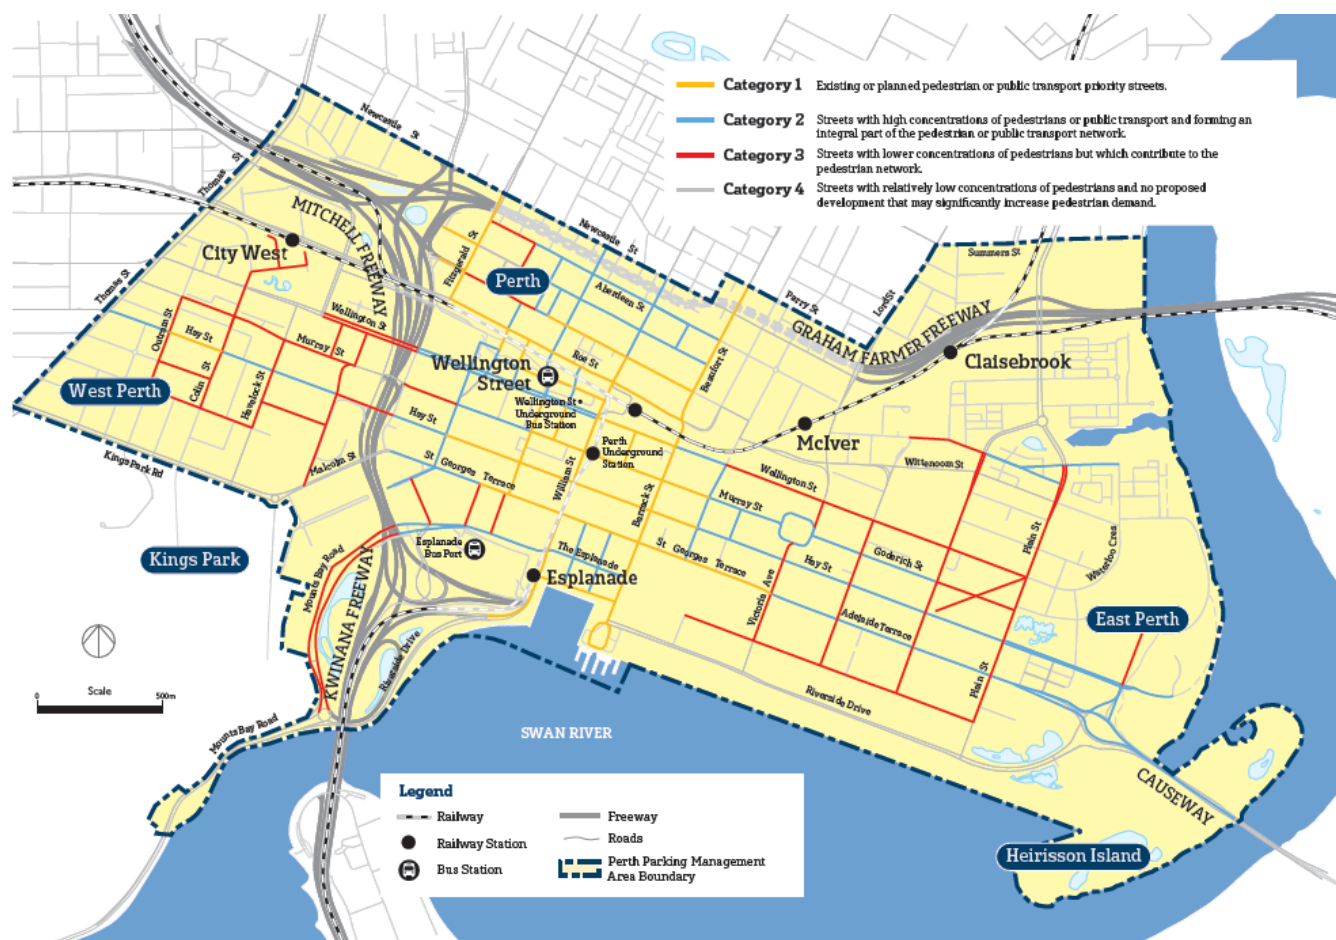 Category 1 Existing or planned pedestrian or public transport priority streets.
Category 2 Streets with high concentrations of pedestrians or public transport and forming an
integral part of the pedestrian or public transport network.
Category 3 Streets with lower concentrations of pedestrians but which contribute to the
pedestrian network.
Category 4 Streets with relatively low concentrations of pedestrians and no proposed
development that may significantly increase pedestrian demand.
Newcastle St
Thomas St
MITCHELL FREEWAY
City West
Fitzgerald St
Newcastle St
Perth
Aberdeen St
Parry St
Lord St
Summers St
GRAHAM FARMER FREEWAY
Claisebrook
Thomas St
Outram St
Hay St
Murray St
Wellington St
Colin St
Havelock St
West Perth
Wellington
Street
Roe St
Beaufort St
Wellington St
Underground
Bus Station
Perth
Underground
Station
McIver
Hay St
Malcolm St
Kings Park Rd
St Georges Terrace
William St
Barrack St
Wellington St
Wittenoom St
Murray St
Plain St
Waterloo Cres
Kings Park
Mounts Bay Road
Esplanade
Bus Port
The Esplanade
Esplanade
St Georges Terrace
Hay St
Goderich St
Victoria Ave
Adelaide Terrace
East Perth
KWINANA FREEWAY
Riverside Drive
Plain St
Riverside Drive
Scale
0 500m
Mounts Bay Road
SWAN RIVER
CAUSEWAY
Heirisson Island
Legend
Railway
Railway Station
Bus Station
Freeway
Roads
Perth Parking Management
Area Boundary